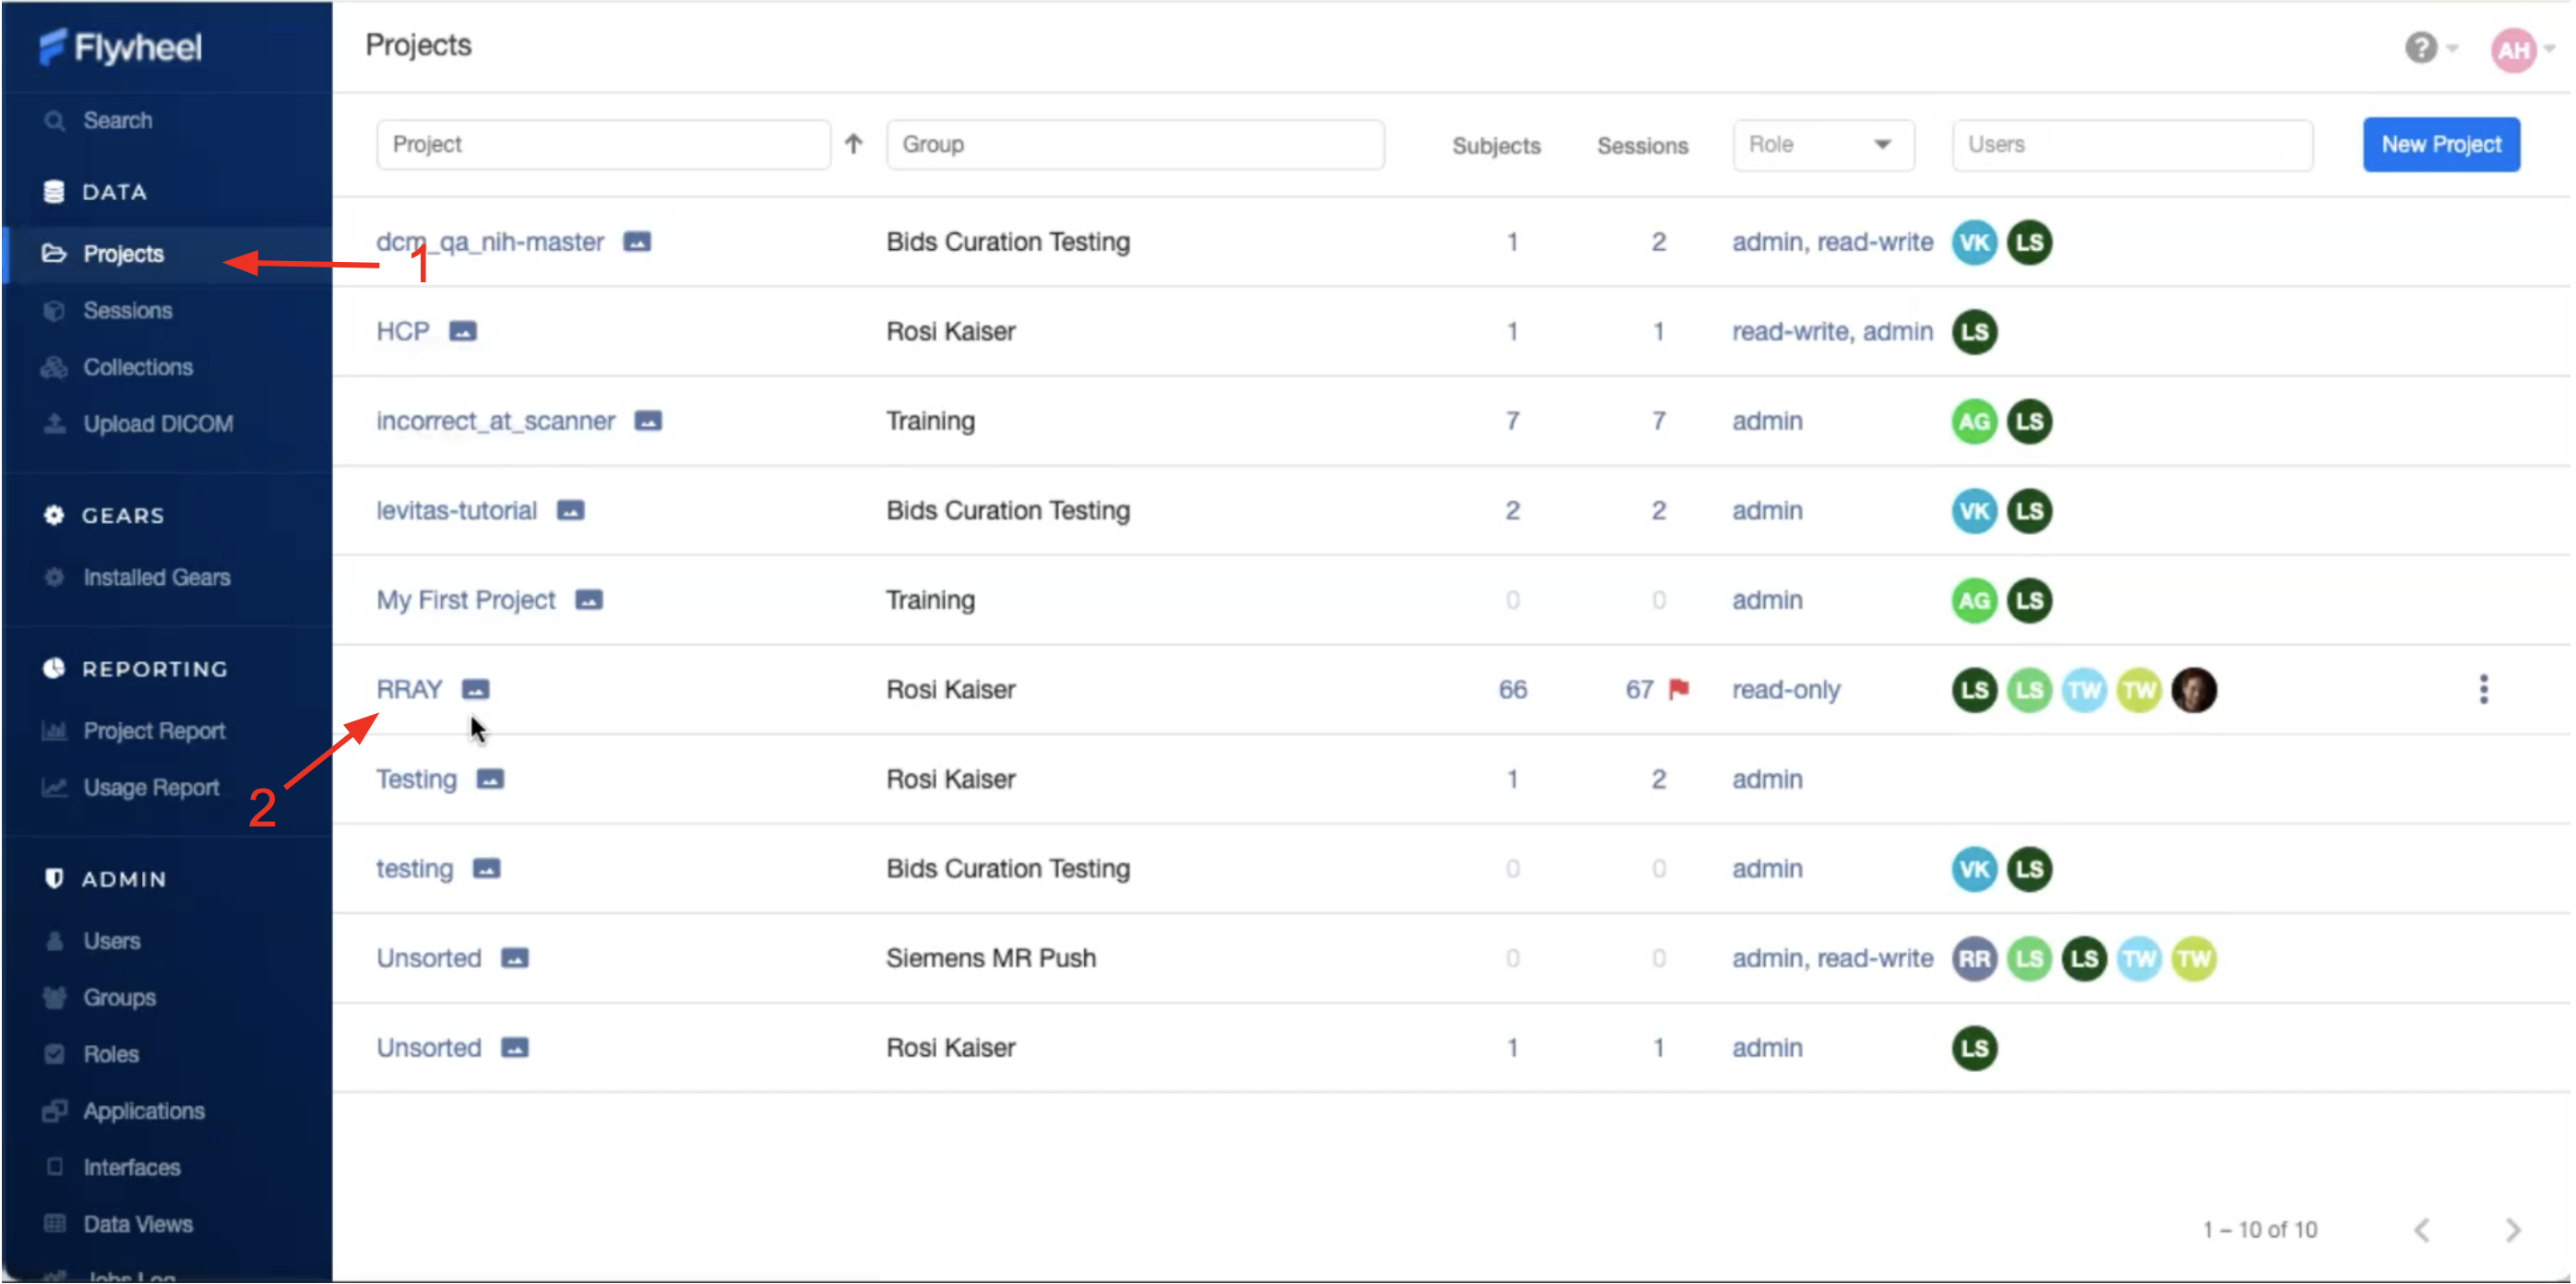 Flywheel
Projects
?
AH
Search
DATA
Projects
Sessions
Collections
Upload DICOM
GEARS
Installed Gears
REPORTING
Project Report
Usage Report
ADMIN
Users
Groups
Roles
Applications
Interfaces
Data Views
Jobs Log
1
2
Project
Group
Subjects
Sessions
Role
Users
New Project
dcm_qa_nih-master Bids Curation Testing 1 2 admin, read-write VK LS
HCP Rosi Kaiser 1 1 read-write, admin LS
incorrect_at_scanner Training 7 7 admin AG LS
levitas-tutorial Bids Curation Testing 2 2 admin VK LS
My First Project Training 0 0 admin AG LS
RRAY Rosi Kaiser 66 67 read-only LS LS TW TW
Testing Rosi Kaiser 1 2 admin
testing Bids Curation Testing 0 0 admin VK LS
Unsorted Siemens MR Push 0 0 admin, read-write RR LS LS TW TW
Unsorted Rosi Kaiser 1 1 admin LS
1 – 10 of 10